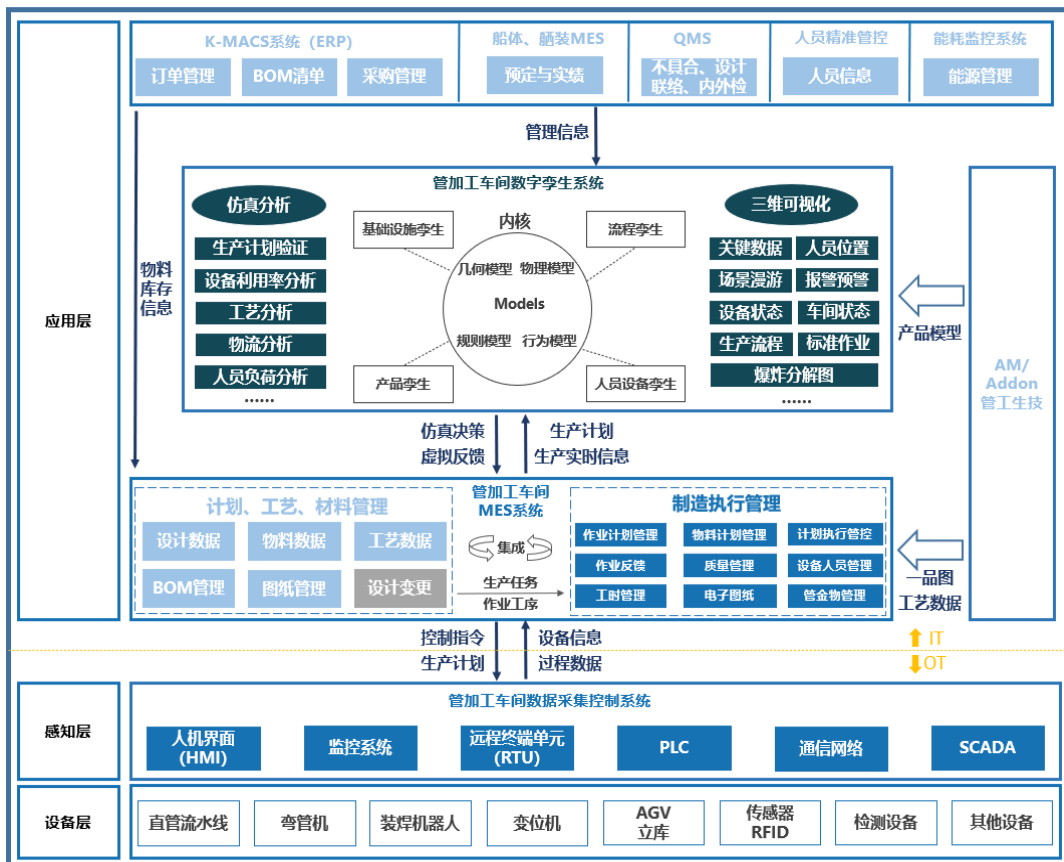 K-MACS系统（ERP）
订单管理
BOM清单
采购管理
船体、舾装MES
预定与实绩
QMS
不具合、设计
联络、内外检
人员精准管控
人员信息
能耗监控系统
能源管理
应用层
管理信息
物料
库存
信息
管加工车间数字孪生系统
仿真分析
生产计划验证
设备利用率分析
工艺分析
物流分析
人员负荷分析
......
基础设施孪生
内核
流程孪生
几何模型
物理模型
Models
规则模型
行为模型
产品孪生
人员设备孪生
三维可视化
关键数据
人员位置
场景漫游
报警预警
设备状态
车间状态
生产流程
标准作业
爆炸分解图
......
产品模型
AM/
Addon
管工生技
仿真决策
虚拟反馈
生产计划
生产实时信息
计划、工艺、材料管理
设计数据
物料数据
工艺数据
BOM管理
图纸管理
设计变更
管加工车间
MES系统
集成
生产任务
作业工序
制造执行管理
作业计划管理
物料计划管理
计划执行管控
作业反馈
质量管理
设备人员管理
工时管理
电子图纸
管金物管理
一品图
工艺数据
控制指令
生产计划
设备信息
过程数据
IT
OT
感知层
管加工车间数据采集控制系统
人机界面
(HMI)
监控系统
远程终端单元
(RTU)
PLC
通信网络
SCADA
设备层
直管流水线
弯管机
装焊机器人
变位机
AGV
立库
传感器
RFID
检测设备
其他设备